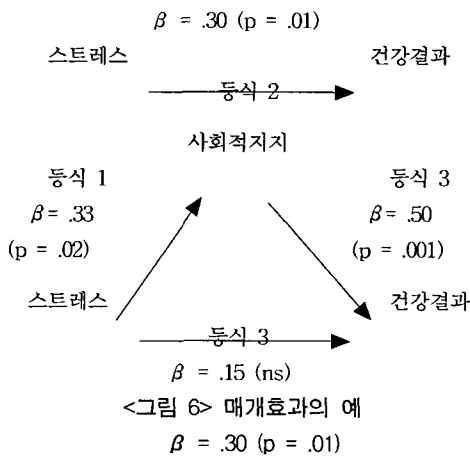 β = .30 (p = .01)
스트레스 건강결과
등식 2
사회적지지
등식 1 등식 3
β= .33 β= .50
(p = .02) (p = .001)
스트레스 건강결과
등식 3
β = .15 (ns)
<그림 6> 매개효과의 예
β = .30 (p = .01)